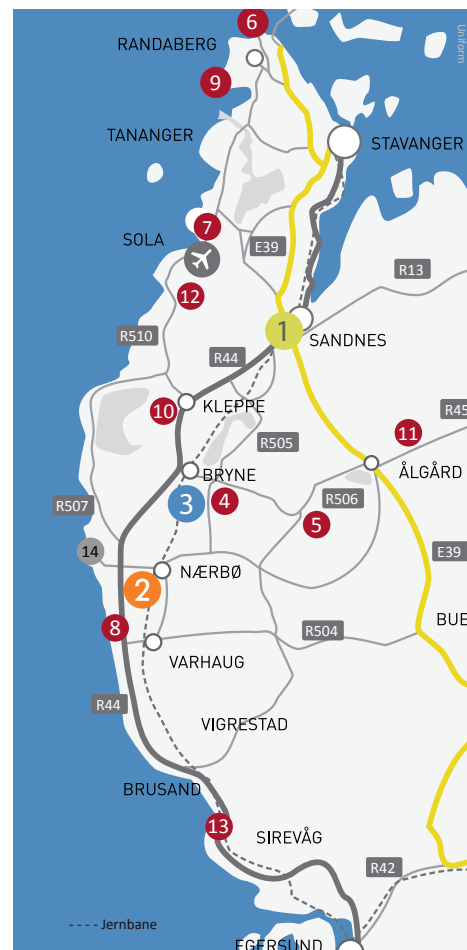 6
RANDABERG
Uniform
9
TANANGER
STAVANGER
7
SOLA
E39
R13
12
1
R510
SANDNES
R44
10
KLEPPE
R45
11
R505
BRYNE
ÅLGÅRD
3
4
R506
R507
5
14
E39
NÆRBØ
2
8
BUE
R504
VARHAUG
R44
VIGRESTAD
BRUSAND
13
SIREVÅG
R42
Jernbane
EGERSUND